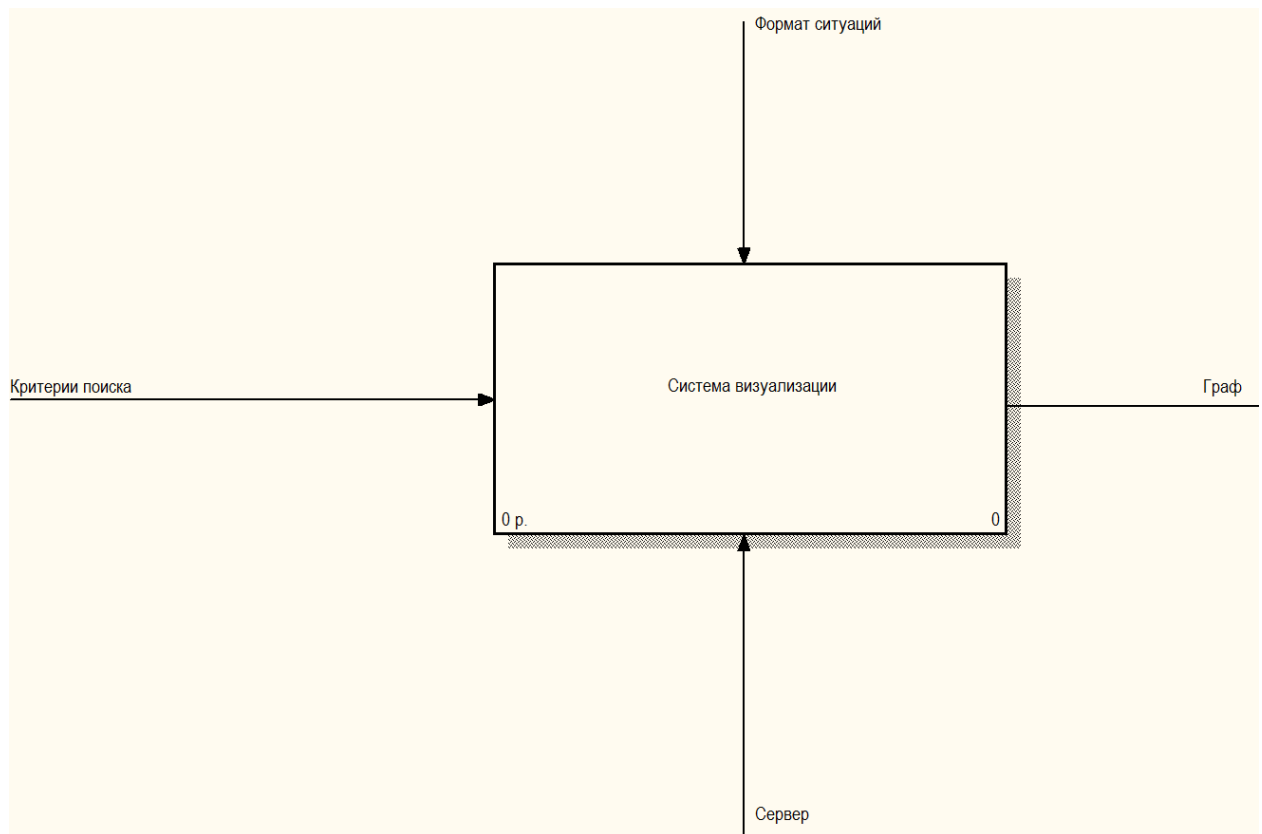 Формат ситуаций
Критерии поиска
Система визуализации
Граф
0 р.
0
Сервер